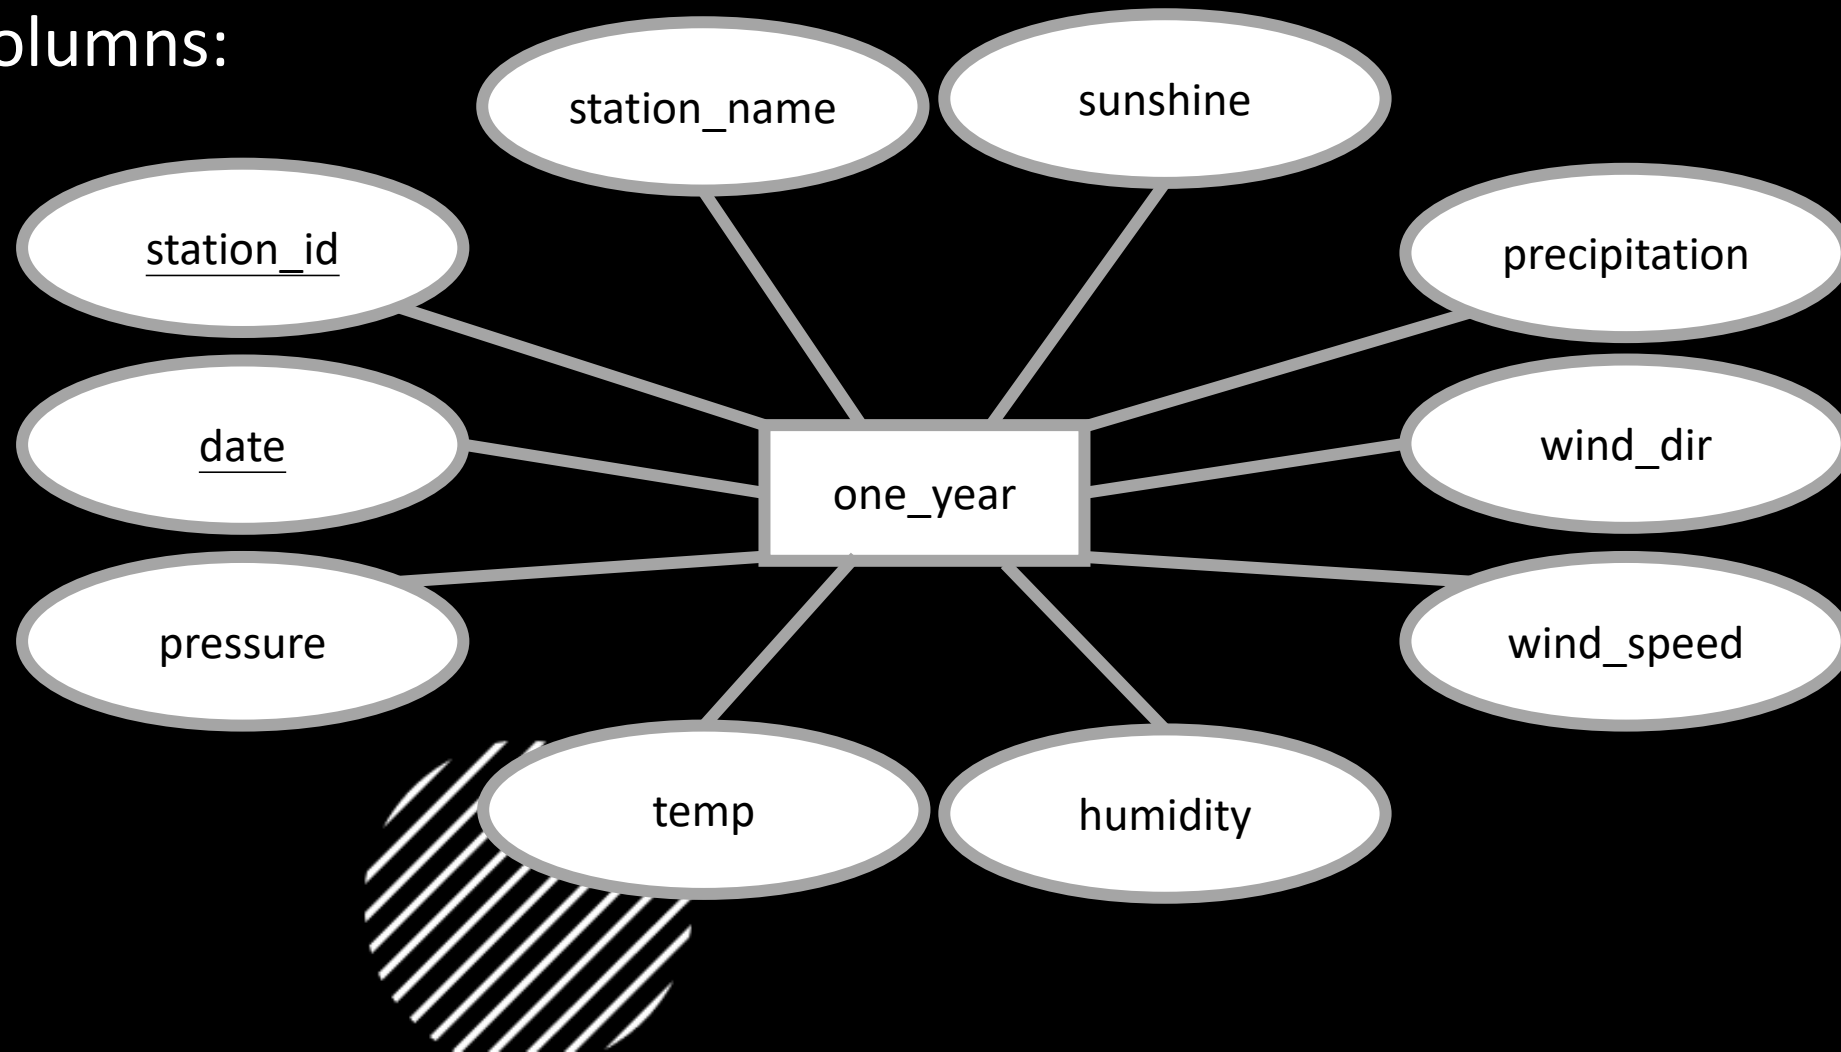 olumns:
station_name
sunshine
station_id
precipitation
date
wind_dir
one_year
pressure
wind_speed
temp
humidity